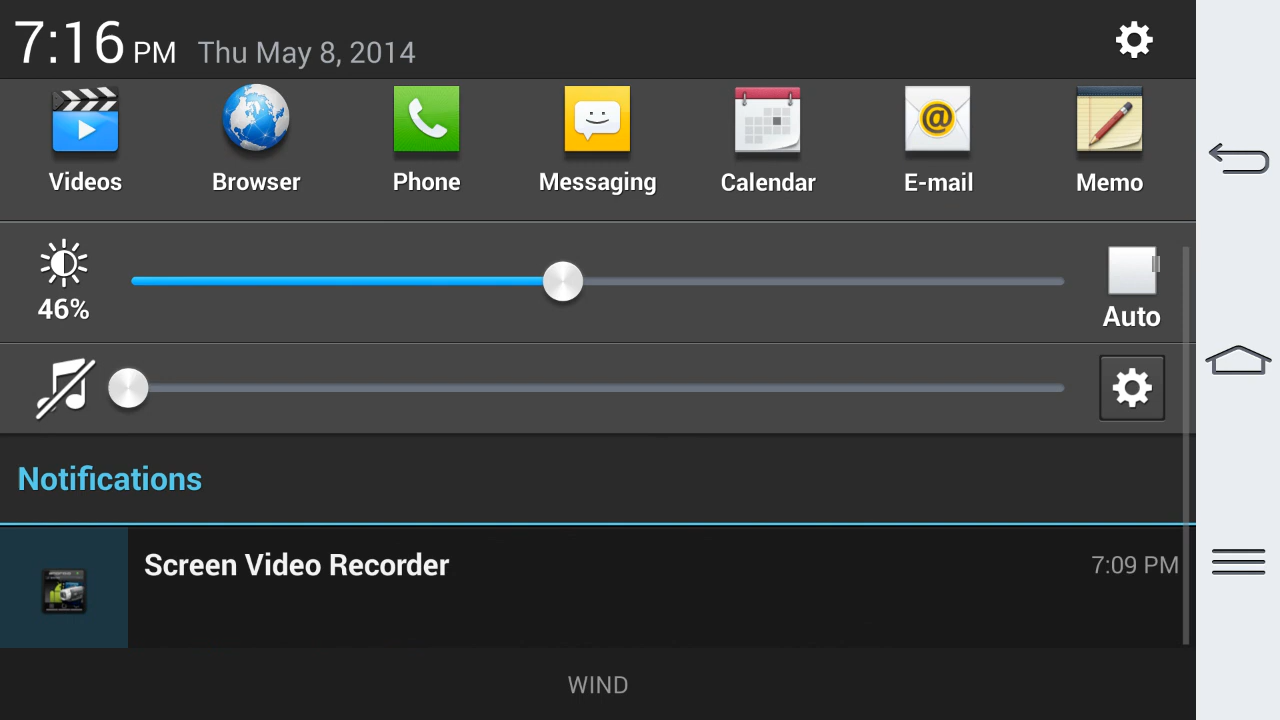 7:16 PM Thu May 8, 2014
Videos Browser Phone Messaging Calendar E-mail Memo
46%
Auto
Notifications
Screen Video Recorder 7:09 PM
WIND